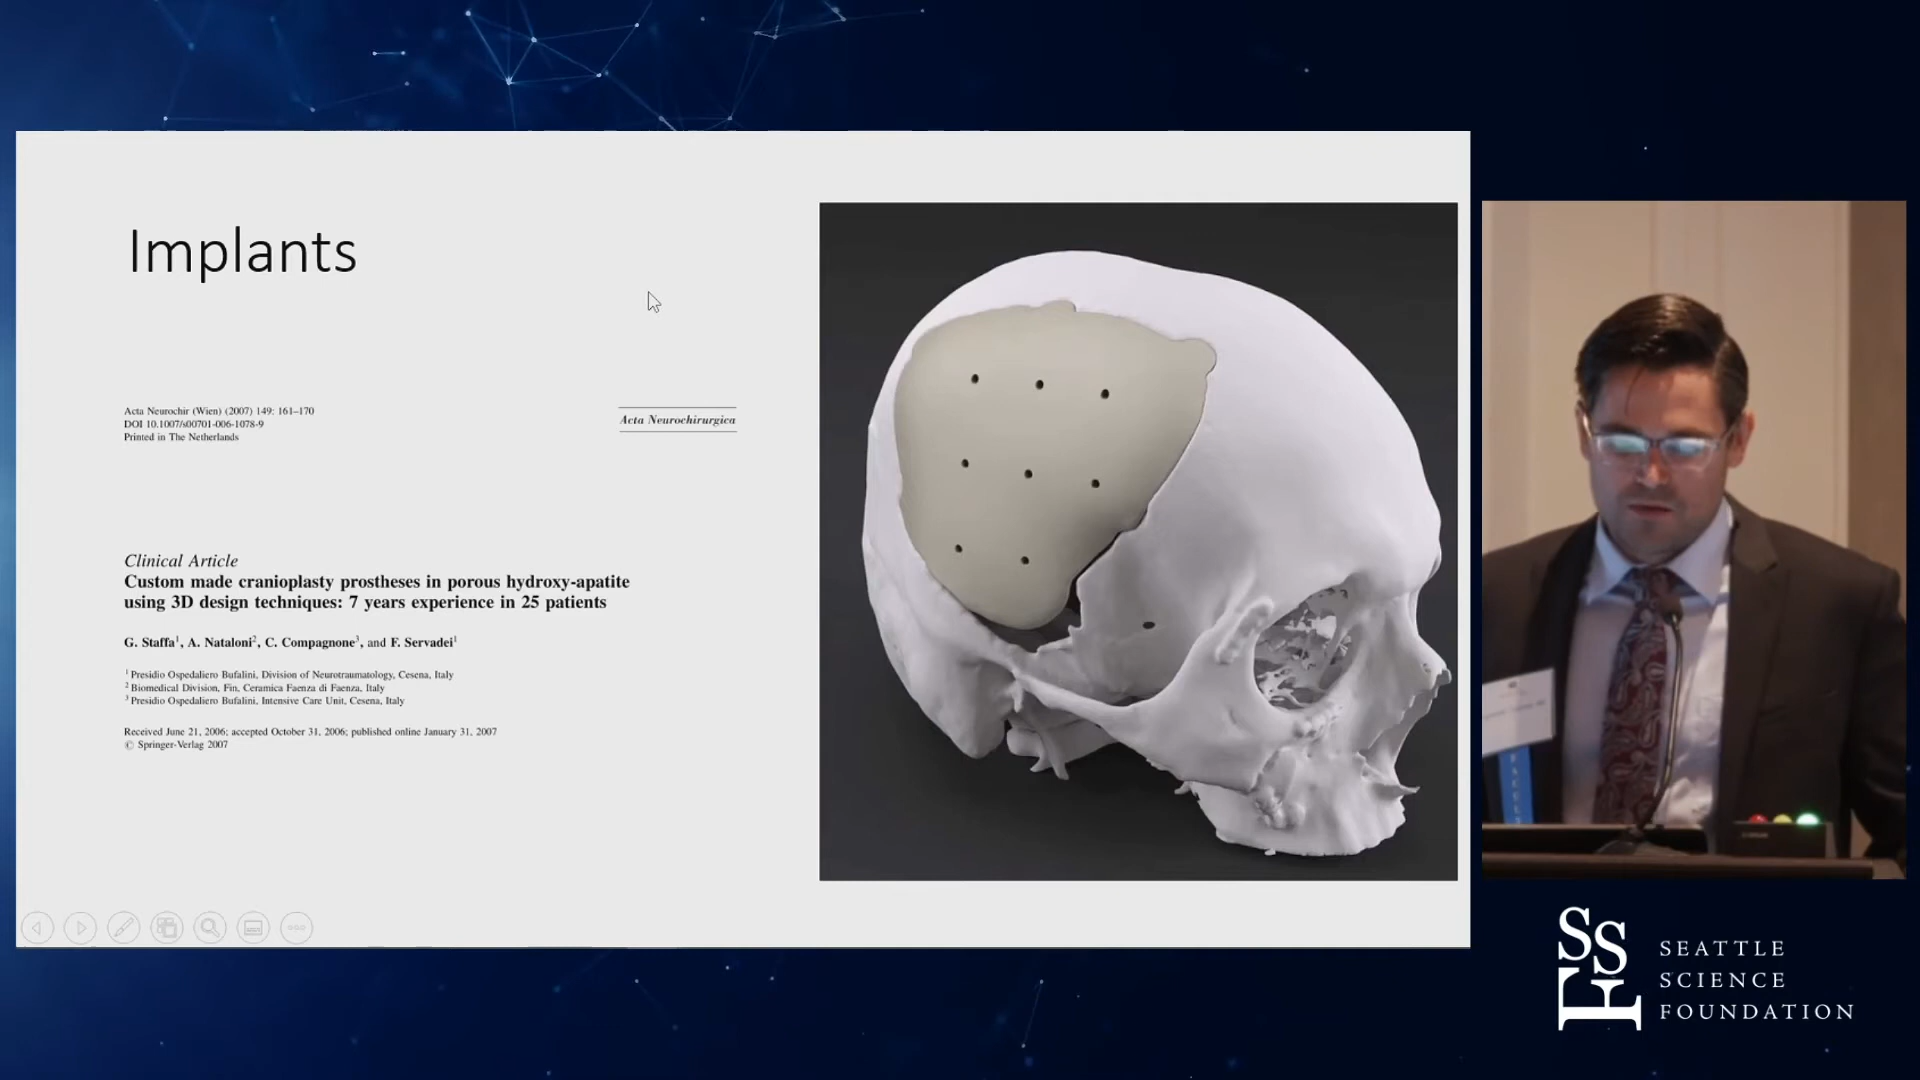 Implants
Acta Neurochir (Wien) (2007) 149: 161–170
DOI 10.1007/s00701-006-1078-9
Printed in The Netherlands
Acta Neurochirurgica
Clinical Article
Custom made cranioplasty prostheses in porous hydroxy-apatite
using 3D design techniques: 7 years experience in 25 patients
G. Staffa1, A. Nataloni2, C. Compagnone3, and F. Servadei1
1 Presidio Ospedaliero Bufalini, Division of Neurotraumatology, Cesena, Italy
2 Biomedical Division, Fin, Ceramica Faenza di Faenza, Italy
3 Presidio Ospedaliero Bufalini, Intensive Care Unit, Cesena, Italy
Received June 21, 2006; accepted October 31, 2006; published online January 31, 2007
© Springer-Verlag 2007
SSF
SEATTLE
SCIENCE
FOUNDATION